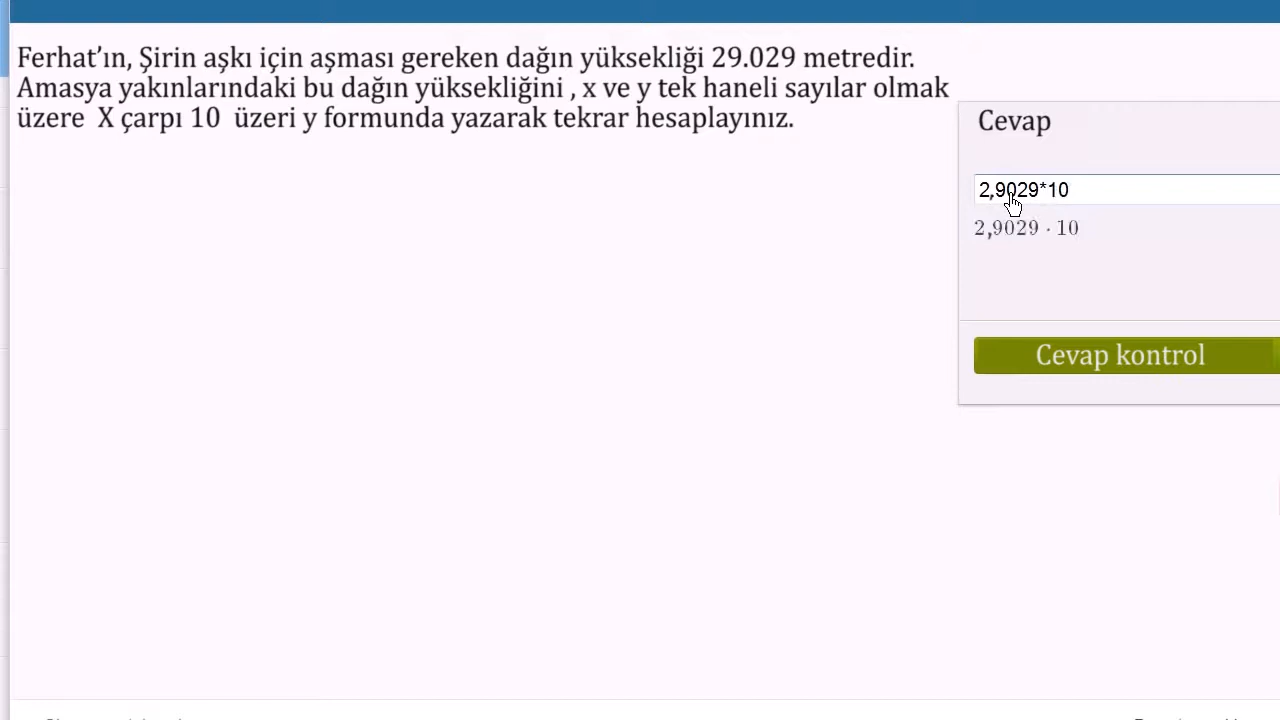 Ferhat’ın, Şirin aşkı için aşması gereken dağın yüksekliği 29.029 metredir.
Amasya yakınlarındaki bu dağın yüksekliğini , x ve y tek haneli sayılar olmak
üzere X çarpı 10 üzeri y formunda yazarak tekrar hesaplayınız.
Cevap
2,9029*10
2,9029 · 10
Cevap kontrol